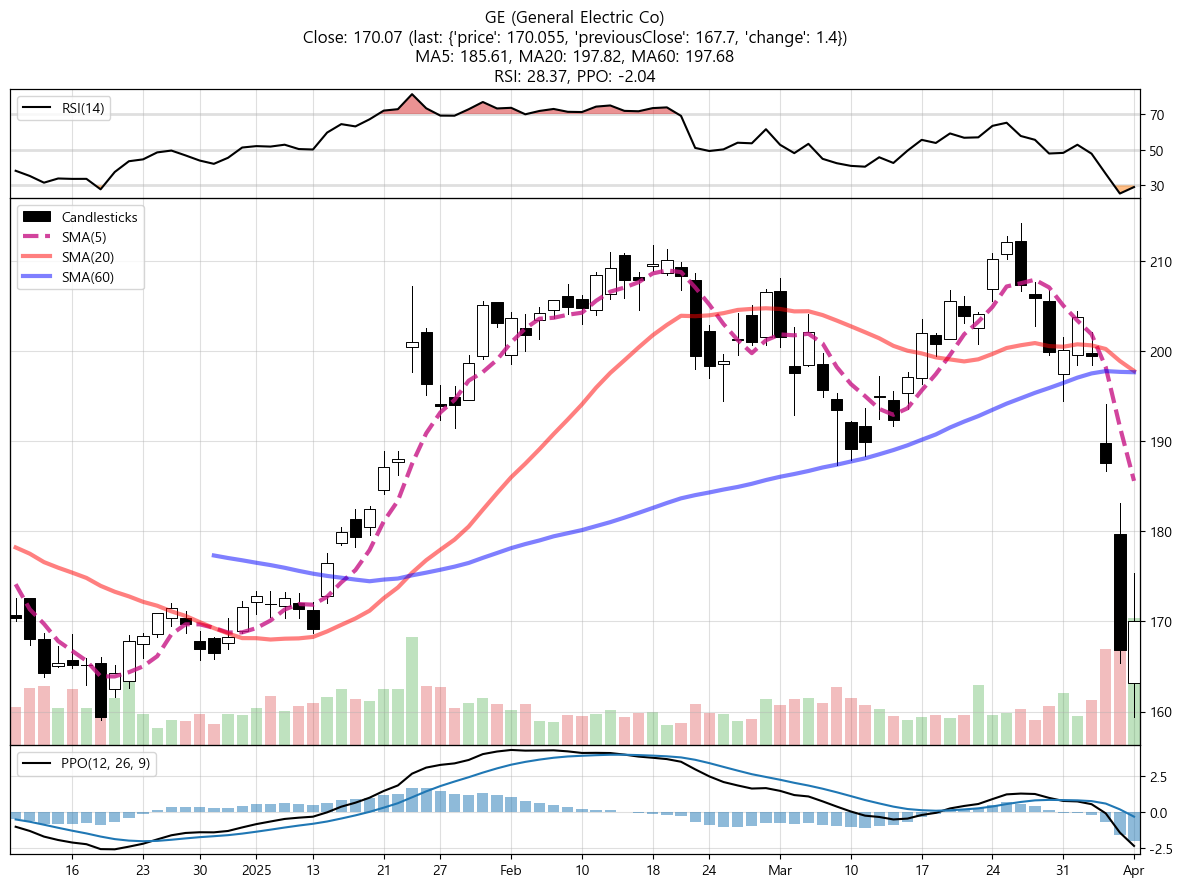 GE (General Electric Co)
Close: 170.07 (last: {'price': 170.055, 'previousClose': 167.7, 'change': 1.4})
MA5: 185.61, MA20: 197.82, MA60: 197.68
RSI: 28.37, PPO: -2.04
RSI(14)
70
50
30
Candlesticks
SMA(5)
SMA(20)
SMA(60)
210
200
190
180
170
160
PPO(12, 26, 9)
2.5
0.0
-2.5
16 23 30 2025 13 21 27 Feb 10 18 24 Mar 10 17 24 31 Apr